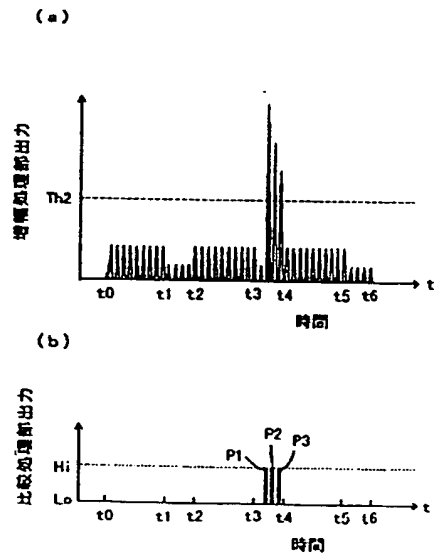 (a)
増幅処理部出力
Th2
t0 t1 t2 t3 t4 t5 t6 t
時間
(b)
比較処理部出力
P1 P2 P3
Hi
Lo
t0 t1 t2 t3 t4 t5 t6 t
時間